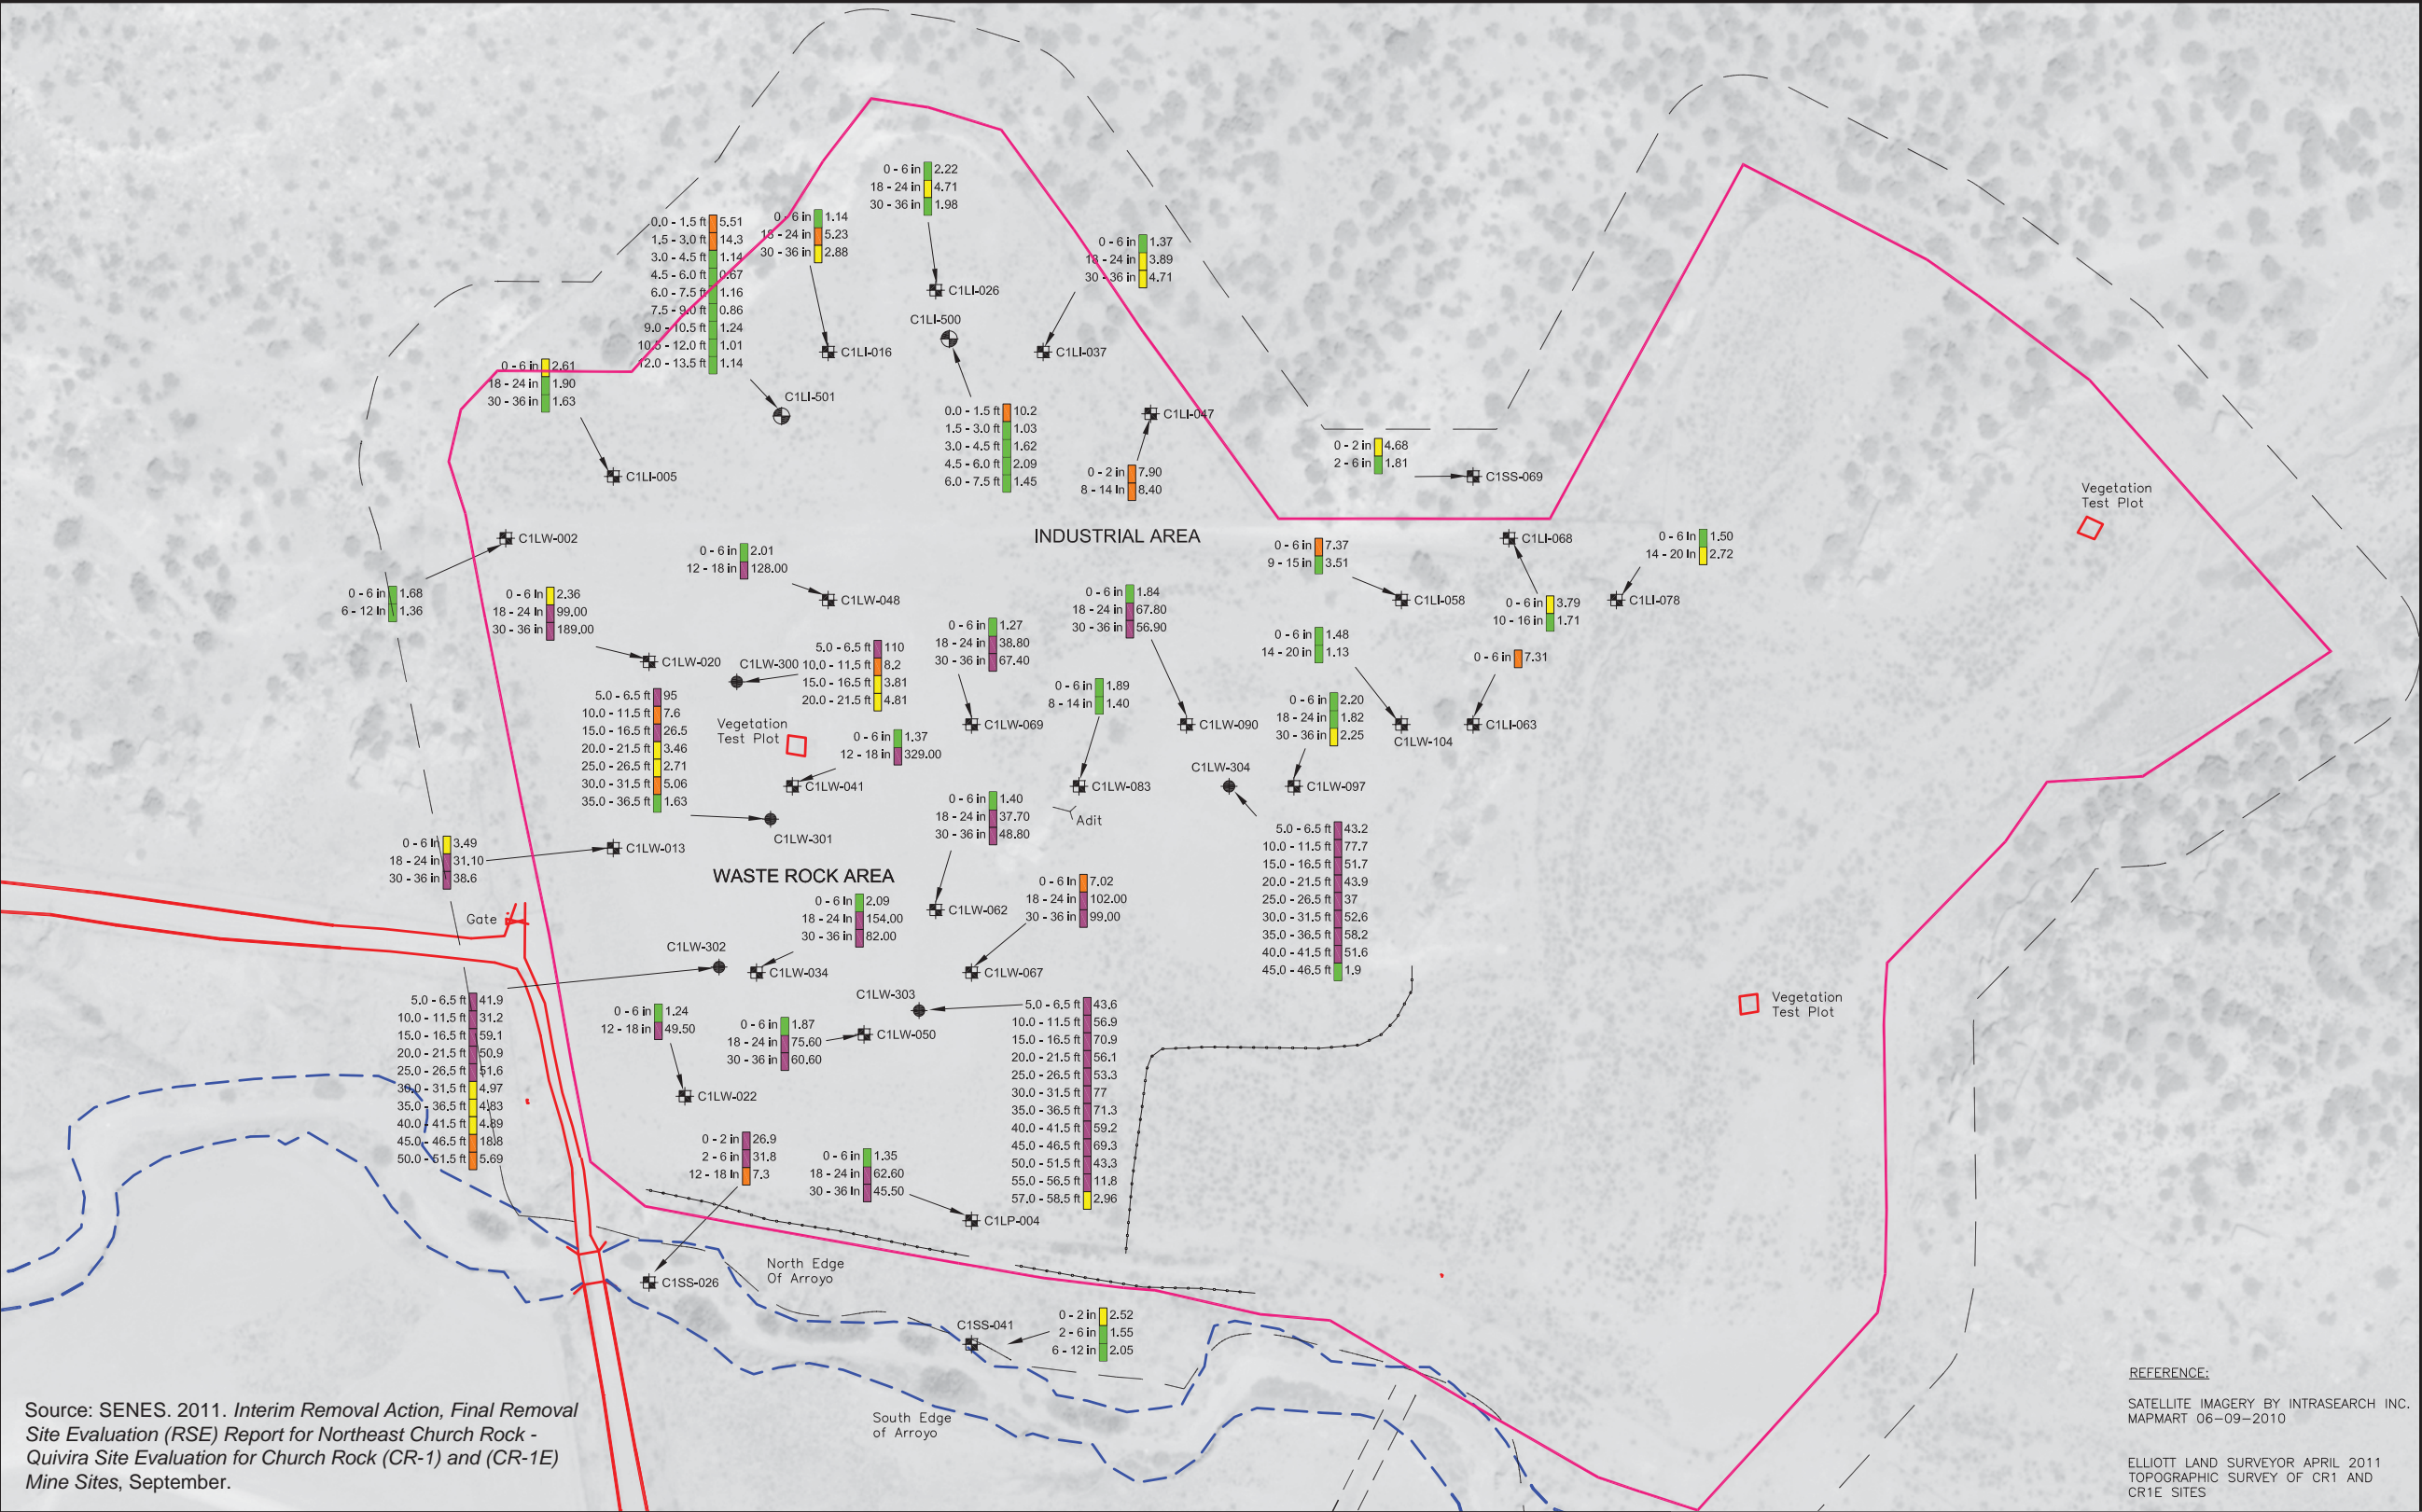 0 - 6 in 2.22
18 - 24 in 4.71
30 - 36 in 1.98
C1LI-026
0.0 - 1.5 ft 5.51
1.5 - 3.0 ft 14.3
3.0 - 4.5 ft 1.14
4.5 - 6.0 ft 0.67
6.0 - 7.5 ft 1.16
7.5 - 9.0 ft 0.86
9.0 - 10.5 ft 1.24
10.5 - 12.0 ft 1.01
12.0 - 13.5 ft 1.14
C1LI-501
0 - 6 in 1.14
18 - 24 in 5.23
30 - 36 in 2.88
C1LI-016
0 - 6 in 1.37
18 - 24 in 3.89
30 - 36 in 4.71
C1LI-037
C1LI-500
0.0 - 1.5 ft 10.2
1.5 - 3.0 ft 1.03
3.0 - 4.5 ft 1.62
4.5 - 6.0 ft 2.09
6.0 - 7.5 ft 1.45
0 - 6 in 2.61
18 - 24 in 1.90
30 - 36 in 1.63
C1LI-005
C1LI-047
0 - 2 in 7.90
8 - 14 In 8.40
0 - 2 in 4.68
2 - 6 in 1.81
C1SS-069
Vegetation
Test Plot
INDUSTRIAL AREA
C1LW-002
0 - 6 in 1.68
6 - 12 In 1.36
0 - 6 in 2.01
12 - 18 in 128.00
C1LW-048
0 - 6 in 2.36
18 - 24 in 99.00
30 - 36 in 189.00
C1LW-020
0 - 6 in 7.37
9 - 15 in 3.51
C1LI-058
C1LI-068
0 - 6 in 3.79
10 - 16 in 1.71
0 - 6 In 1.50
14 - 20 In 2.72
C1LI-078
C1LW-300
5.0 - 6.5 ft 110
10.0 - 11.5 ft 8.2
15.0 - 16.5 ft 3.81
20.0 - 21.5 ft 4.81
0 - 6 in 1.27
18 - 24 in 38.80
30 - 36 in 67.40
C1LW-069
0 - 6 in 1.84
18 - 24 in 67.80
30 - 36 in 56.90
C1LW-090
0 - 6 in 1.48
14 - 20 in 1.13
C1LW-104
0 - 6 in 7.31
C1LI-063
5.0 - 6.5 ft 95
10.0 - 11.5 ft 7.6
15.0 - 16.5 ft 26.5
20.0 - 21.5 ft 3.46
25.0 - 26.5 ft 2.71
30.0 - 31.5 ft 5.06
35.0 - 36.5 ft 1.63
C1LW-301
Vegetation
Test Plot
0 - 6 in 1.37
12 - 18 in 329.00
C1LW-041
0 - 6 in 1.89
8 - 14 in 1.40
C1LW-083
Adit
0 - 6 in 2.20
18 - 24 in 1.82
30 - 36 in 2.25
C1LW-097
C1LW-304
5.0 - 6.5 ft 43.2
10.0 - 11.5 ft 77.7
15.0 - 16.5 ft 51.7
20.0 - 21.5 ft 43.9
25.0 - 26.5 ft 37
30.0 - 31.5 ft 52.6
35.0 - 36.5 ft 58.2
40.0 - 41.5 ft 51.6
45.0 - 46.5 ft 1.9
0 - 6 in 1.40
18 - 24 in 37.70
30 - 36 in 48.80
C1LW-062
0 - 6 In 3.49
18 - 24 in 31.10
30 - 36 in 38.6
C1LW-013
WASTE ROCK AREA
0 - 6 In 2.09
18 - 24 In 154.00
30 - 36 in 82.00
C1LW-034
0 - 6 In 7.02
18 - 24 in 102.00
30 - 36 in 99.00
C1LW-067
Gate
C1LW-302
5.0 - 6.5 ft 41.9
10.0 - 11.5 ft 31.2
15.0 - 16.5 ft 59.1
20.0 - 21.5 ft 50.9
25.0 - 26.5 ft 51.6
30.0 - 31.5 ft 4.97
35.0 - 36.5 ft 4.83
40.0 - 41.5 ft 4.89
45.0 - 46.5 ft 18.8
50.0 - 51.5 ft 5.69
0 - 6 in 1.24
12 - 18 in 49.50
C1LW-022
0 - 6 in 1.87
18 - 24 in 75.60
30 - 36 in 60.60
C1LW-050
C1LW-303
5.0 - 6.5 ft 43.6
10.0 - 11.5 ft 56.9
15.0 - 16.5 ft 70.9
20.0 - 21.5 ft 56.1
25.0 - 26.5 ft 53.3
30.0 - 31.5 ft 77
35.0 - 36.5 ft 71.3
40.0 - 41.5 ft 59.2
45.0 - 46.5 ft 69.3
50.0 - 51.5 ft 43.3
55.0 - 56.5 ft 11.8
57.0 - 58.5 ft 2.96
Vegetation
Test Plot
0 - 2 in 26.9
2 - 6 in 31.8
12 - 18 In 7.3
C1SS-026
0 - 6 in 1.35
18 - 24 in 62.60
30 - 36 In 45.50
C1LP-004
North Edge
Of Arroyo
C1SS-041
0 - 2 in 2.52
2 - 6 in 1.55
6 - 12 in 2.05
South Edge
of Arroyo
Source: SENES. 2011. Interim Removal Action, Final Removal
Site Evaluation (RSE) Report for Northeast Church Rock -
Quivira Site Evaluation for Church Rock (CR-1) and (CR-1E)
Mine Sites, September.
REFERENCE:
SATELLITE IMAGERY BY INTRASEARCH INC.
MAPMART 06-09-2010
ELLIOTT LAND SURVEYOR APRIL 2011
TOPOGRAPHIC SURVEY OF CR1 AND
CR1E SITES